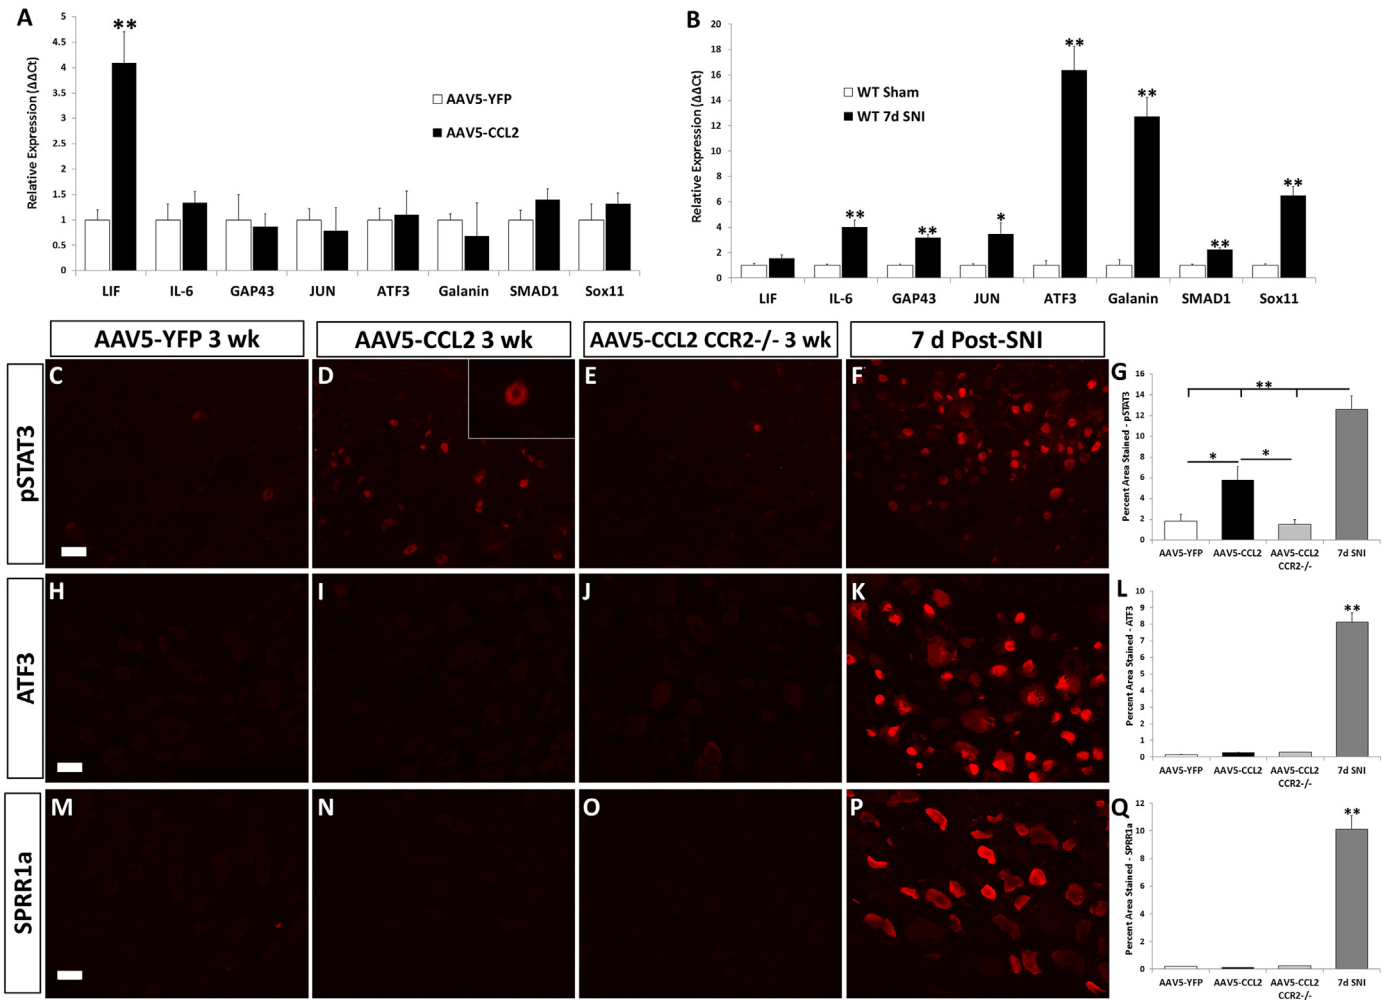 A
Relative Expression (ΔΔCt)
5
4.5
4
3.5
3
2.5
2
1.5
1
0.5
0
**
AAV5-YFP
AAV5-CCL2
LIF IL-6 GAP43 JUN ATF3 Galanin SMAD1 Sox11
B
Relative Expression (ΔΔCt)
20
18
16
14
12
10
8
6
4
2
0
WT Sham
WT 7d SNI
** ** * ** ** ** **
LIF IL-6 GAP43 JUN ATF3 Galanin SMAD1 Sox11
AAV5-YFP 3 wk AAV5-CCL2 3 wk AAV5-CCL2 CCR2-/- 3 wk 7 d Post-SNI
pSTAT3
C D E F
G
Percent Area Stained - pSTAT3
16
14
12
10
8
6
4
2
0
**
* *
AAV5-YFP AAV5-CCL2 AAV5-CCL2 7d SNI
CCR2-/-
ATF3
H I J K
L
Percent Area Stained - ATF3
10
9
8
7
6
5
4
3
2
1
0
**
AAV5-YFP AAV5-CCL2 AAV5-CCL2 7d SNI
CCR2-/-
SPRR1a
M N O P
Q
Percent Area Stained - SPRR1a
12
10
8
6
4
2
0
**
AAV5-YFP AAV5-CCL2 AAV5-CCL2 7d SNI
CCR2-/-